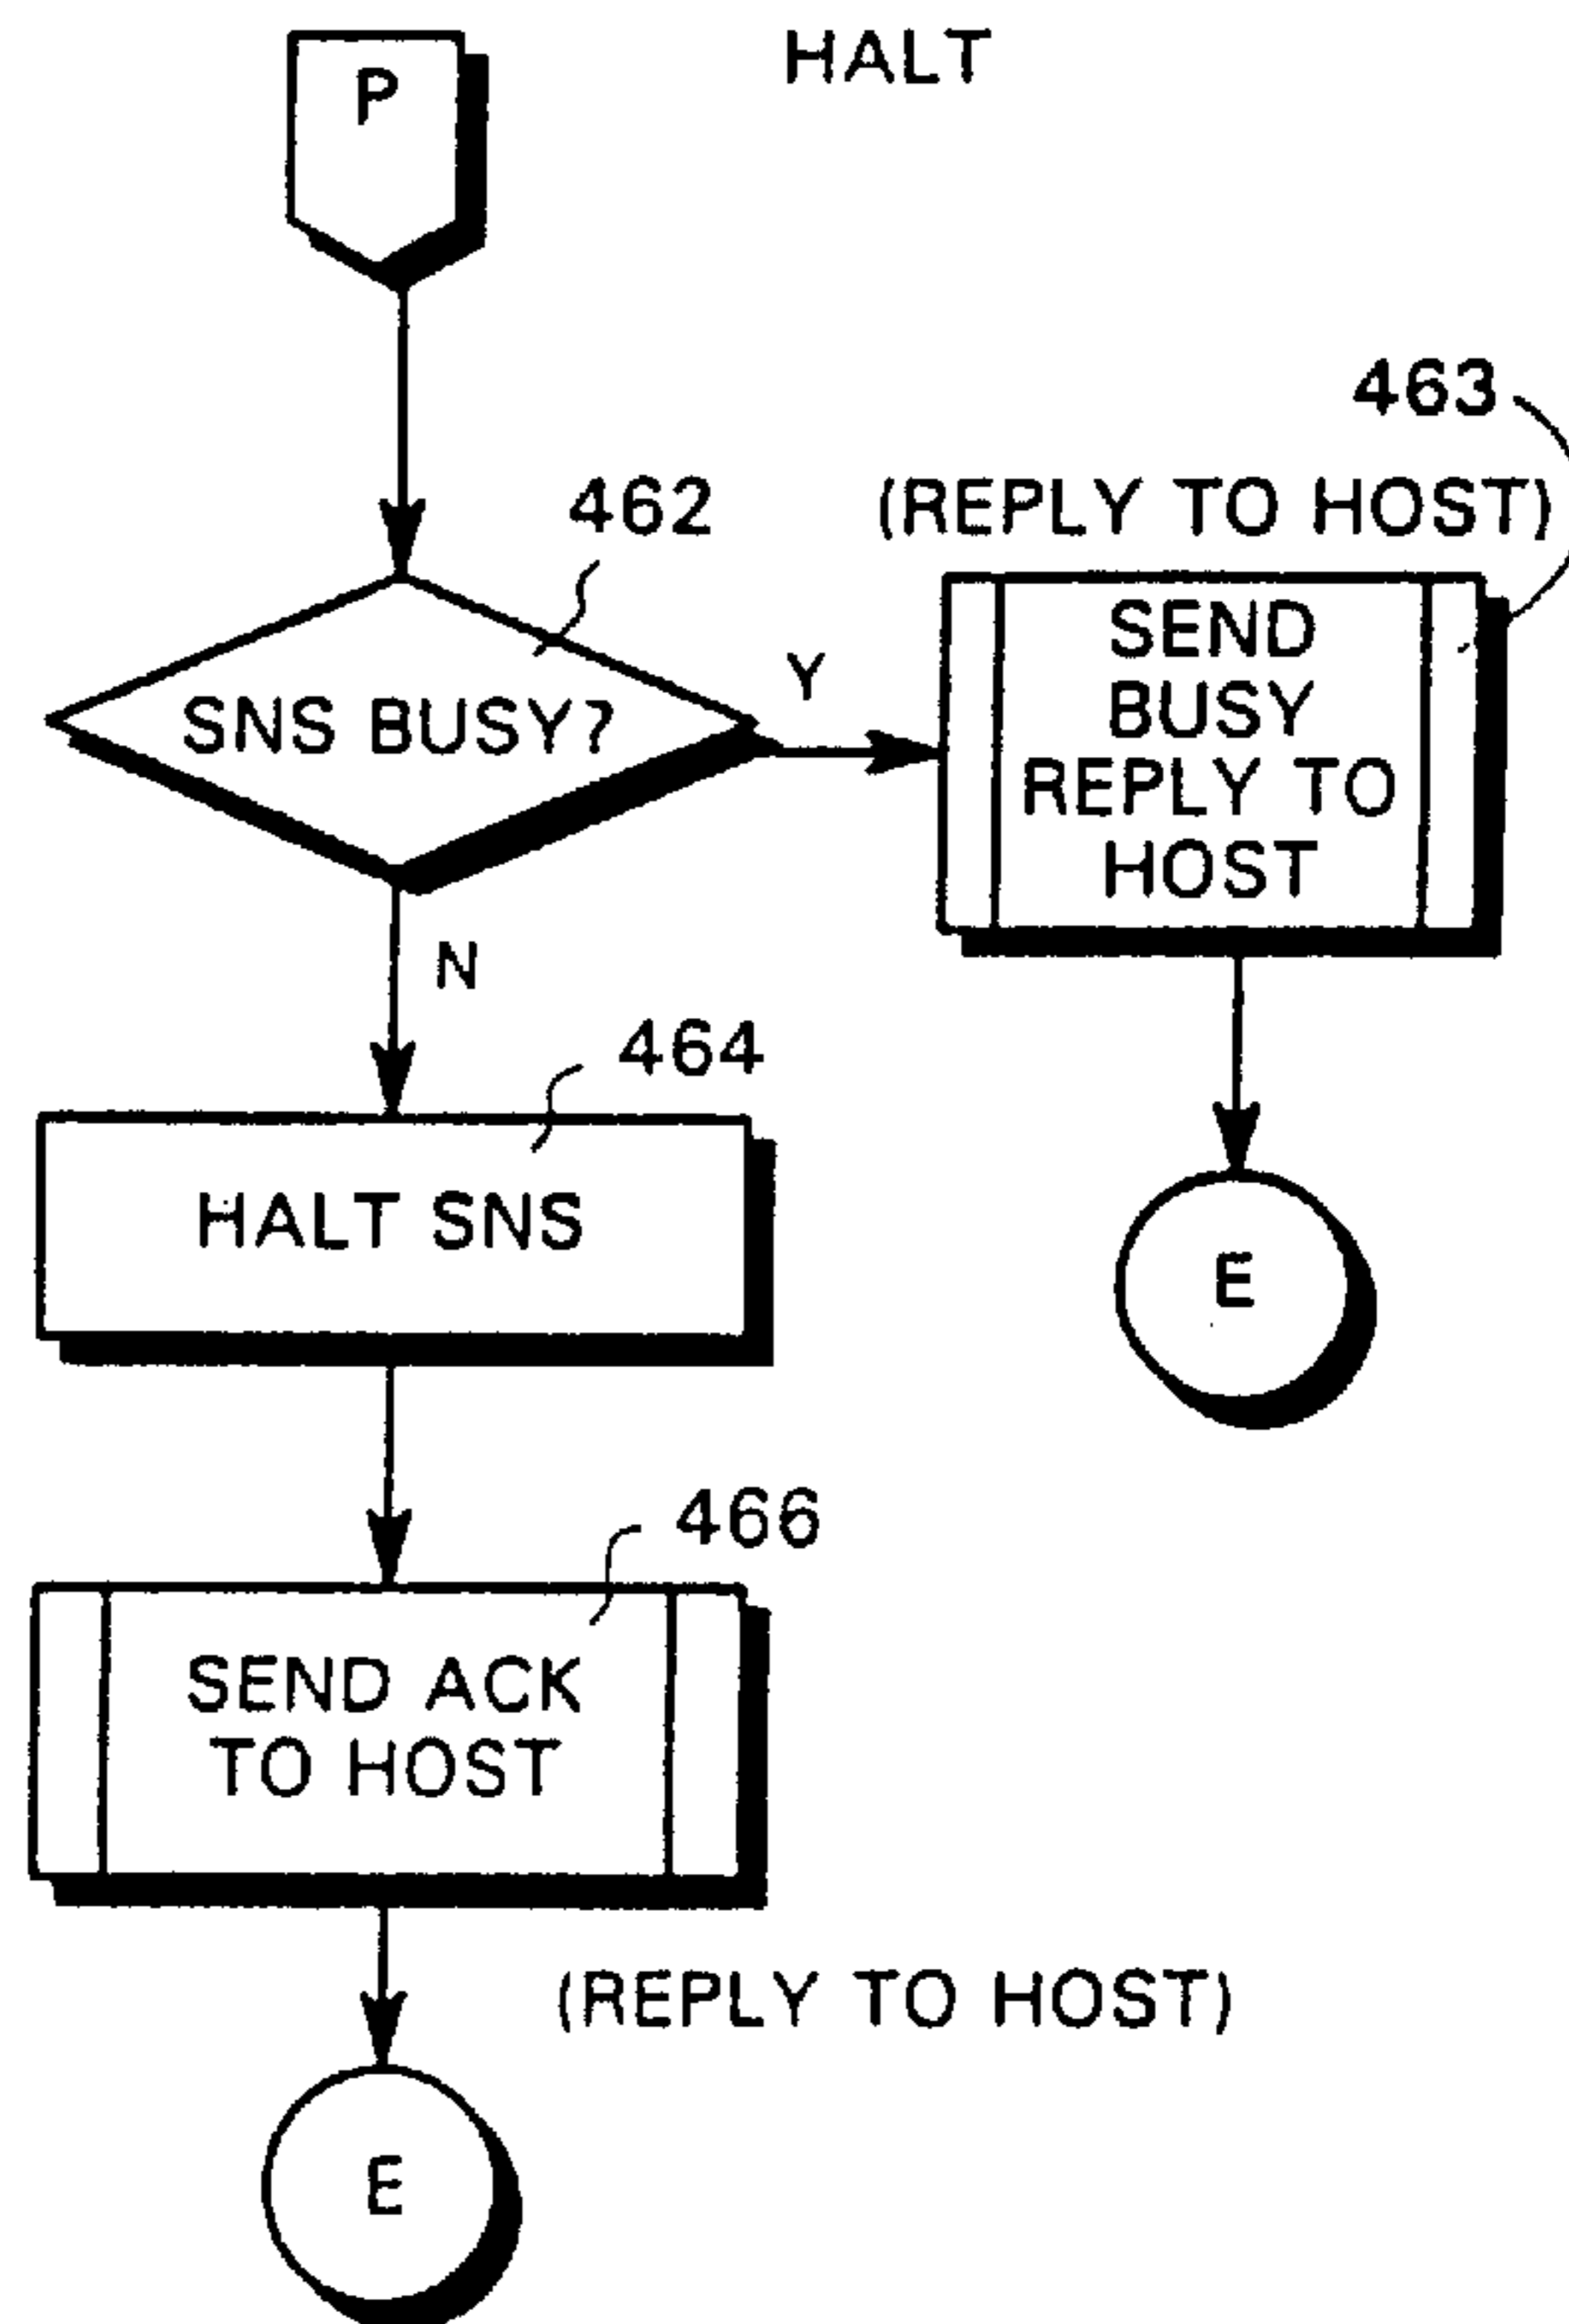 P
HALT
463
462
(REPLY TO HOST)
SNS BUSY?
Y
SEND
BUSY
REPLY TO
HOST
N
464
HALT SNS
E
466
SEND ACK
TO HOST
(REPLY TO HOST)
E